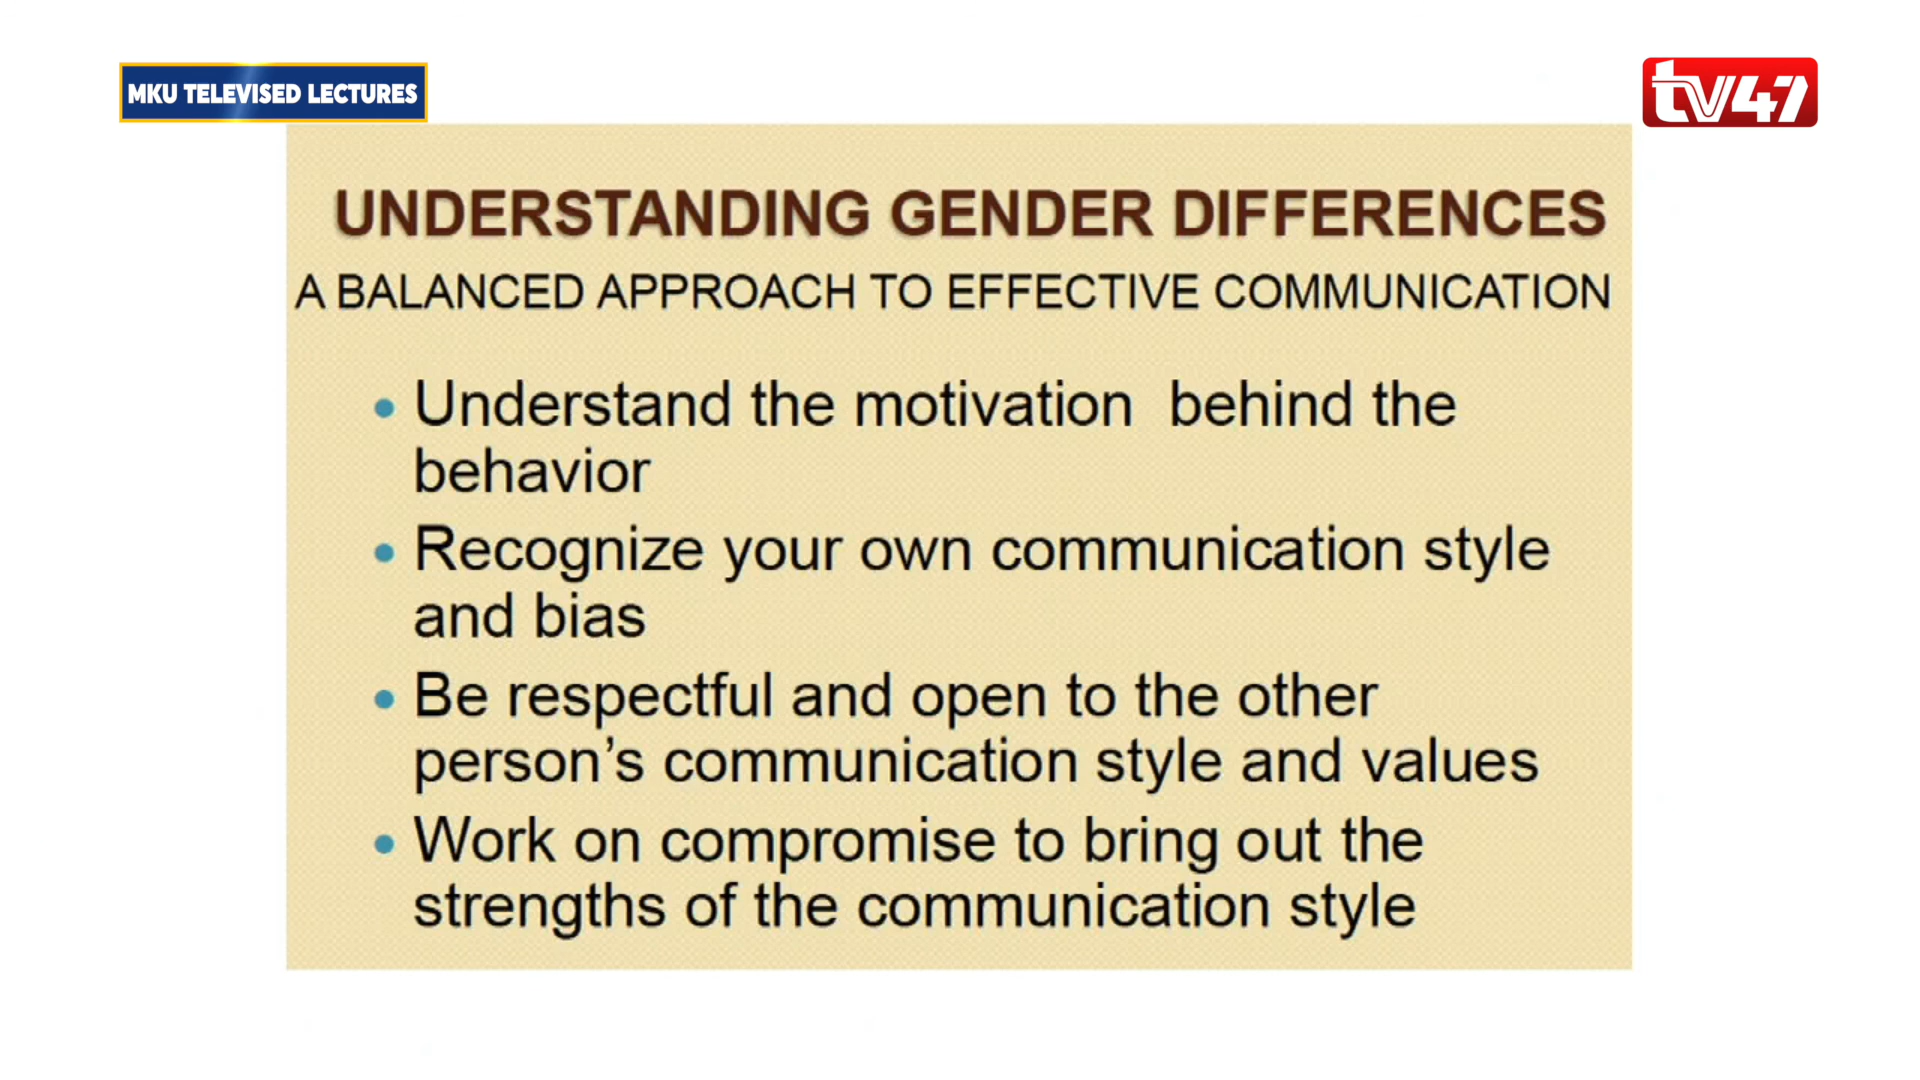 MKU TELEVISED LECTURES
tv47
UNDERSTANDING GENDER DIFFERENCES
A BALANCED APPROACH TO EFFECTIVE COMMUNICATION
• Understand the motivation  behind the
behavior
• Recognize your own communication style
and bias
• Be respectful and open to the other
person’s communication style and values
• Work on compromise to bring out the
strengths of the communication style